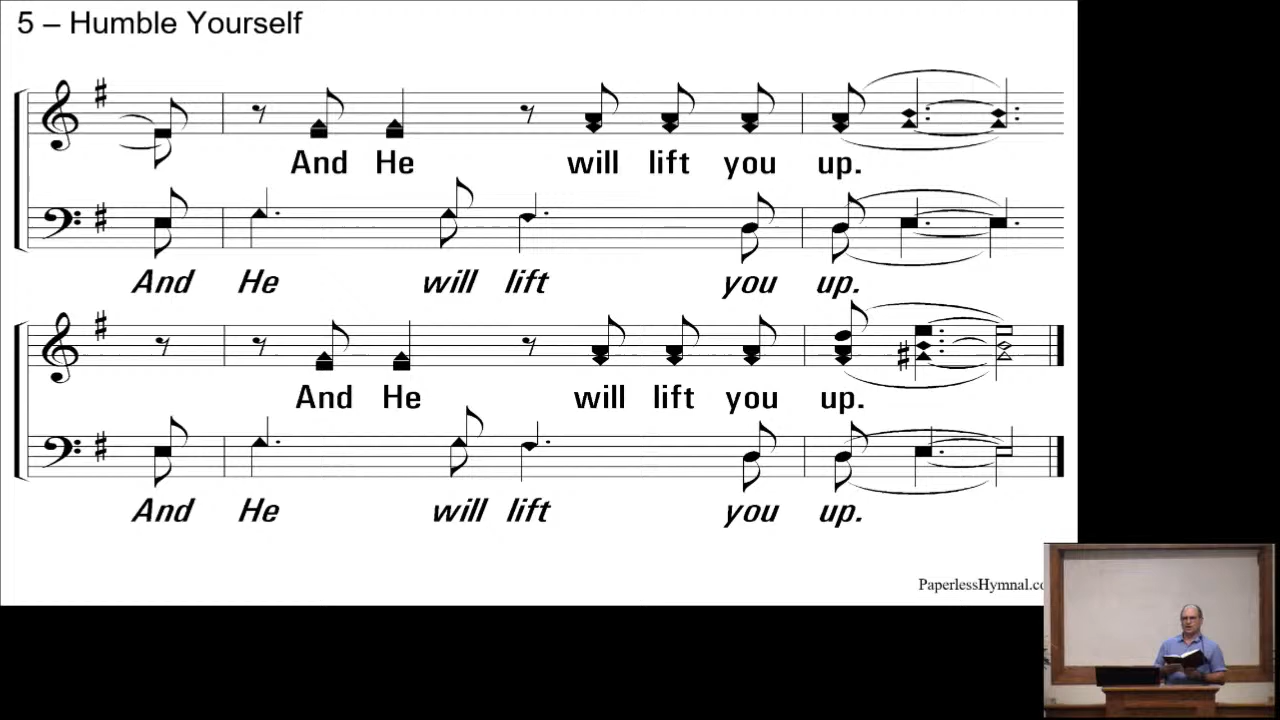 5 – Humble Yourself
And He will lift you up.
And He will lift you up.
And He will lift you up.
And He will lift you up.
PaperlessHymnal.co